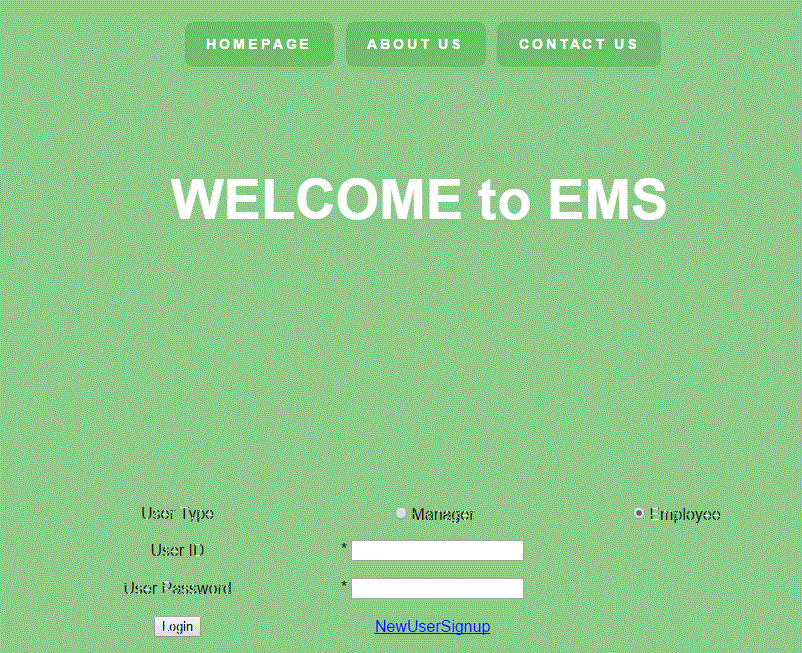 HOMEPAGE ABOUT US CONTACT US
WELCOME to EMS
User Type Manager Employee
User ID *
User Password *
Login NewUserSignup